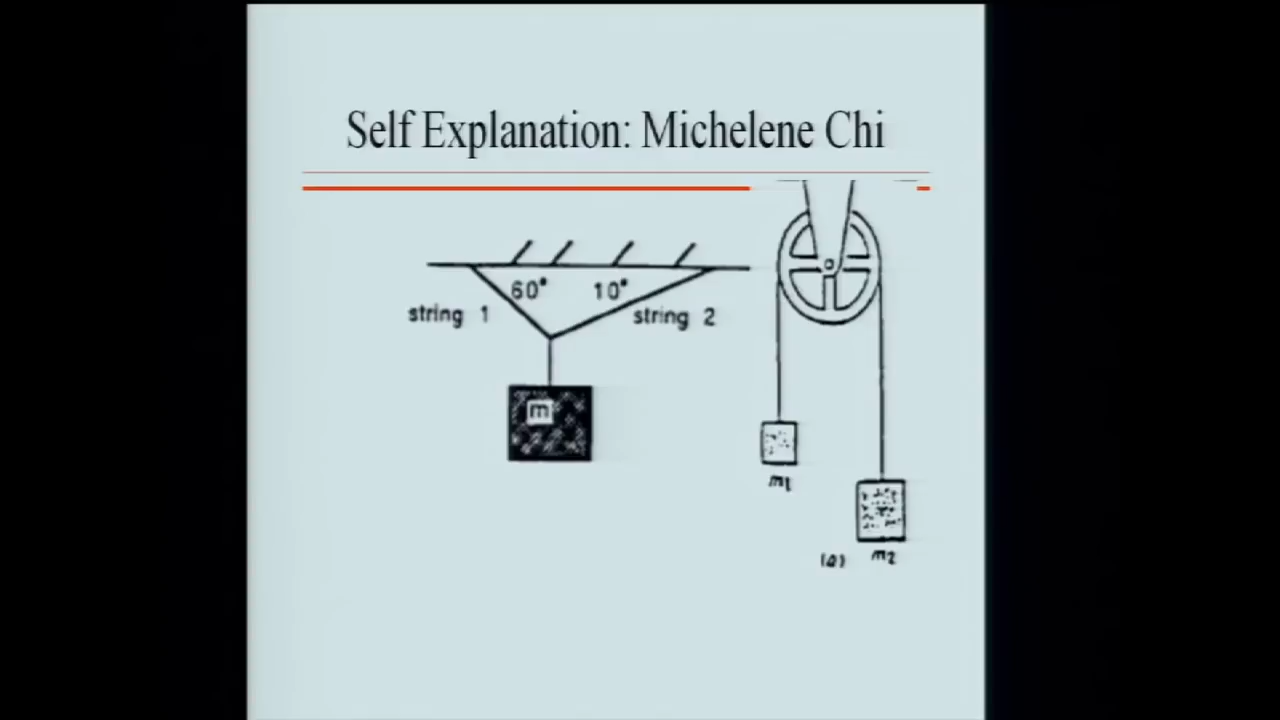 Self Explanation: Michelene Chi
60° 10°
string 1 string 2
m
m1
(a) m2